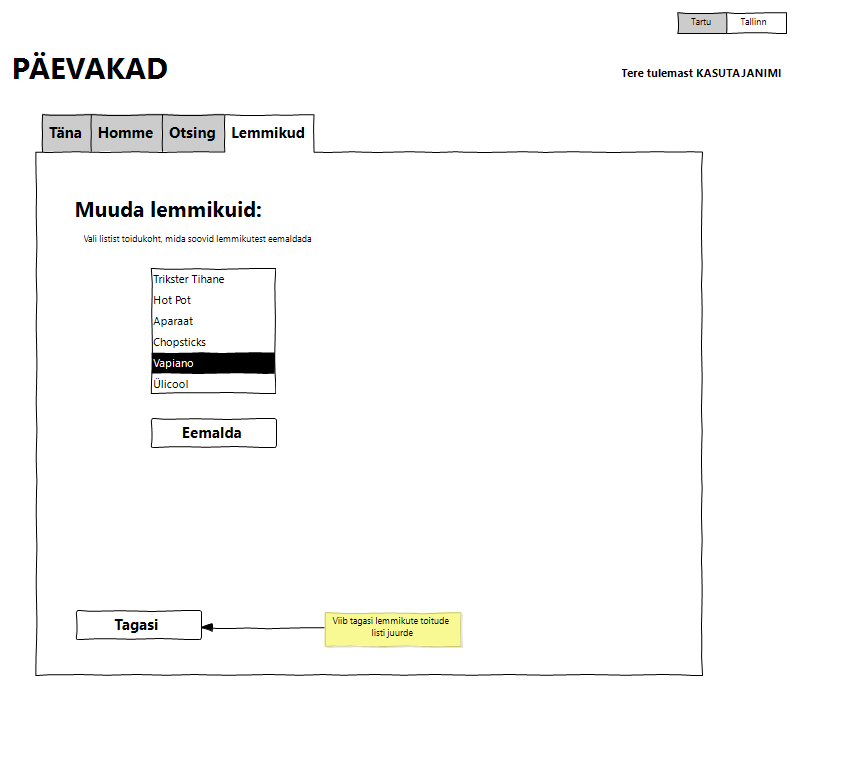 Tartu Tallinn
PÄEVAKAD
Tere tulemast KASUTAJANIMI
Täna Homme Otsing Lemmikud
Muuda lemmikuid:
Vali listist toidukoht, mida soovid lemmikutest eemaldada
Trikster Tihane
Hot Pot
Aparaat
Chopsticks
Vapiano
Ülicool
Eemalda
Tagasi
Viib tagasi lemmikute toitude
listi juurde